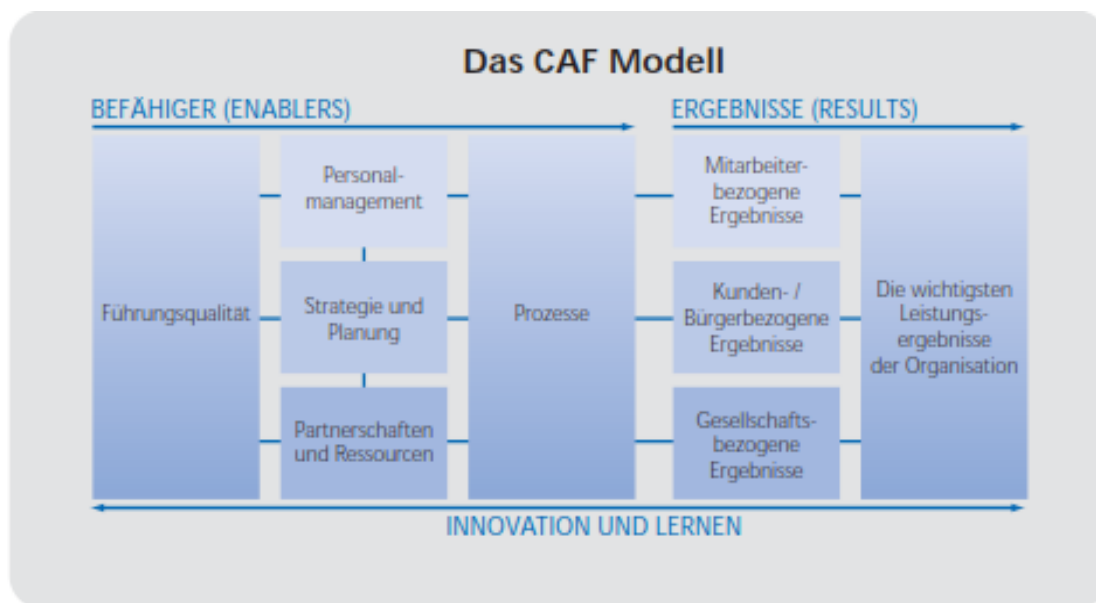 Das CAF Modell
BEFÄHIGER (ENABLERS)
ERGEBNISSE (RESULTS)
Führungsqualität
Personal-
management
Strategie und
Planung
Partnerschaften
und Ressourcen
Prozesse
Mitarbeiter-
bezogene
Ergebnisse
Kunden- /
Bürgerbezogene
Ergebnisse
Gesellschafts-
bezogene
Ergebnisse
Die wichtigsten
Leistungs-
ergebnisse
der Organisation
INNOVATION UND LERNEN